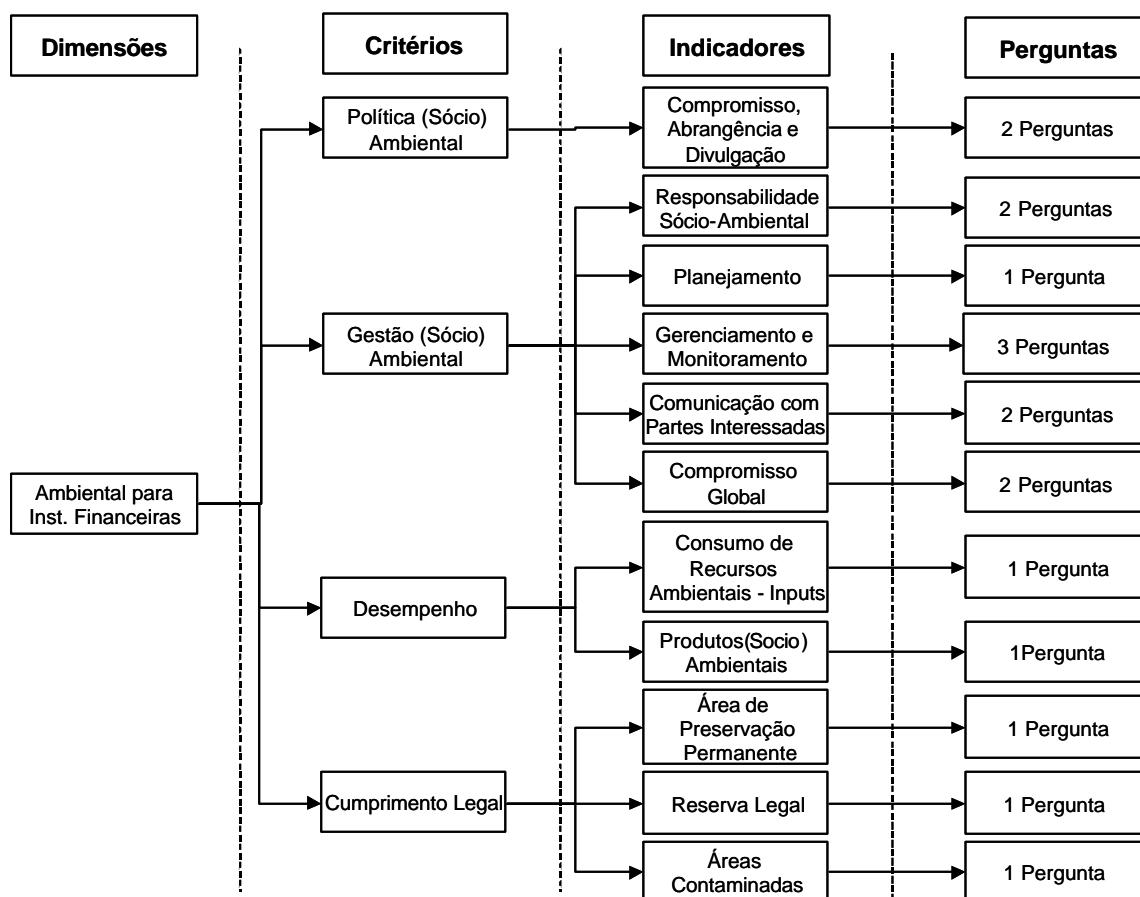 Dimensões
Critérios
Indicadores
Perguntas
Política (Sócio)
Ambiental
Compromisso,
Abrangência e
Divulgação
2 Perguntas
Responsabilidade
Sócio-Ambiental
2 Perguntas
Planejamento
1 Pergunta
Gestão (Sócio)
Ambiental
Gerenciamento e
Monitoramento
3 Perguntas
Comunicação com
Partes Interessadas
2 Perguntas
Compromisso
Global
2 Perguntas
Ambiental para
Inst. Financeiras
Consumo de
Recursos
Ambientais - Inputs
1 Pergunta
Desempenho
Produtos(Socio)
Ambientais
1Pergunta
Área de
Preservação
Permanente
1 Pergunta
Cumprimento Legal
Reserva Legal
1 Pergunta
Áreas
Contaminadas
1 Pergunta